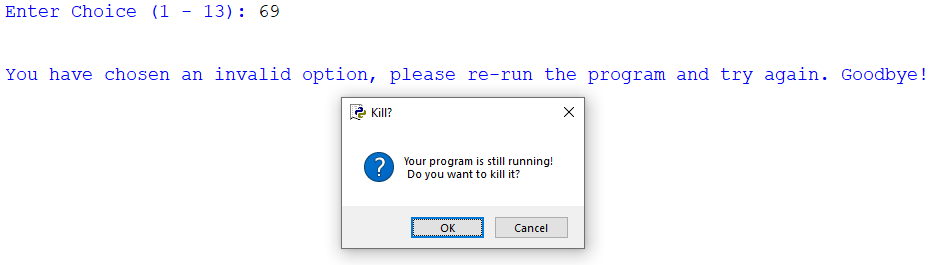 Enter Choice (1 - 13): 69
You have chosen an invalid option, please re-run the program and try again. Goodbye!
Kill?
Your program is still running!
Do you want to kill it?
OK
Cancel